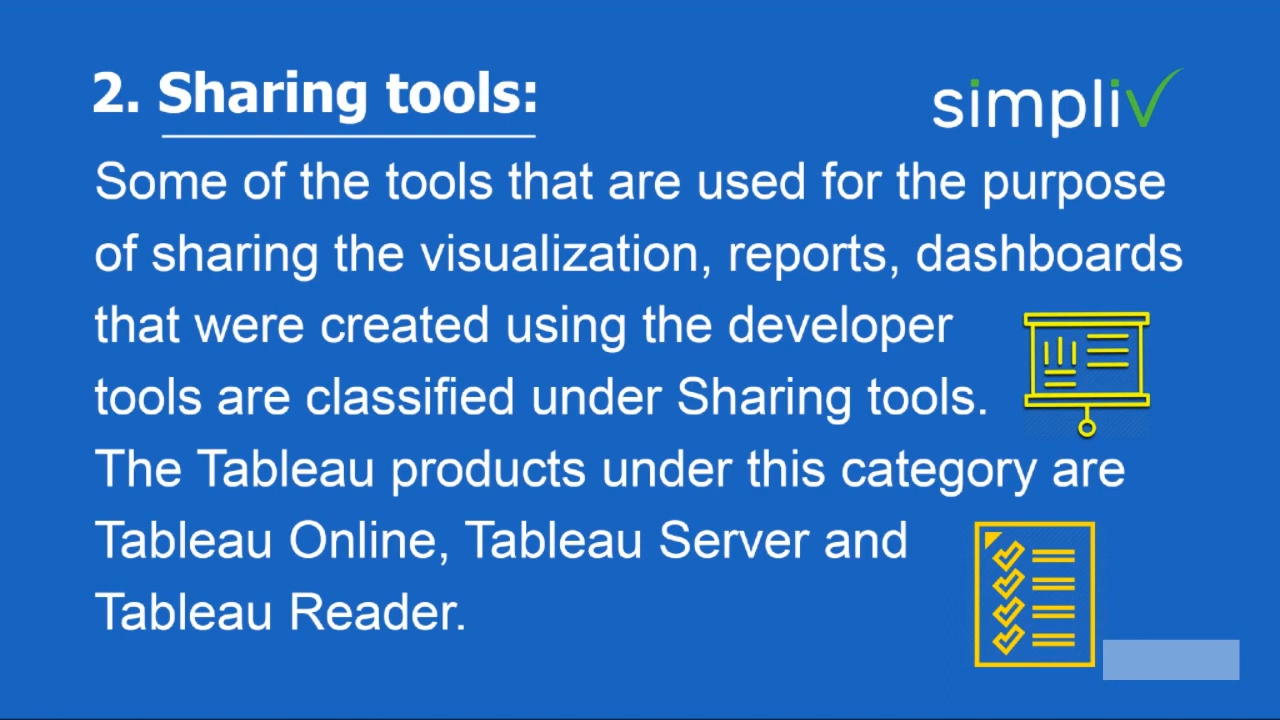 2. Sharing tools:
simpliv
Some of the tools that are used for the purpose
of sharing the visualization, reports, dashboards
that were created using the developer
tools are classified under Sharing tools.
The Tableau products under this category are
Tableau Online, Tableau Server and
Tableau Reader.